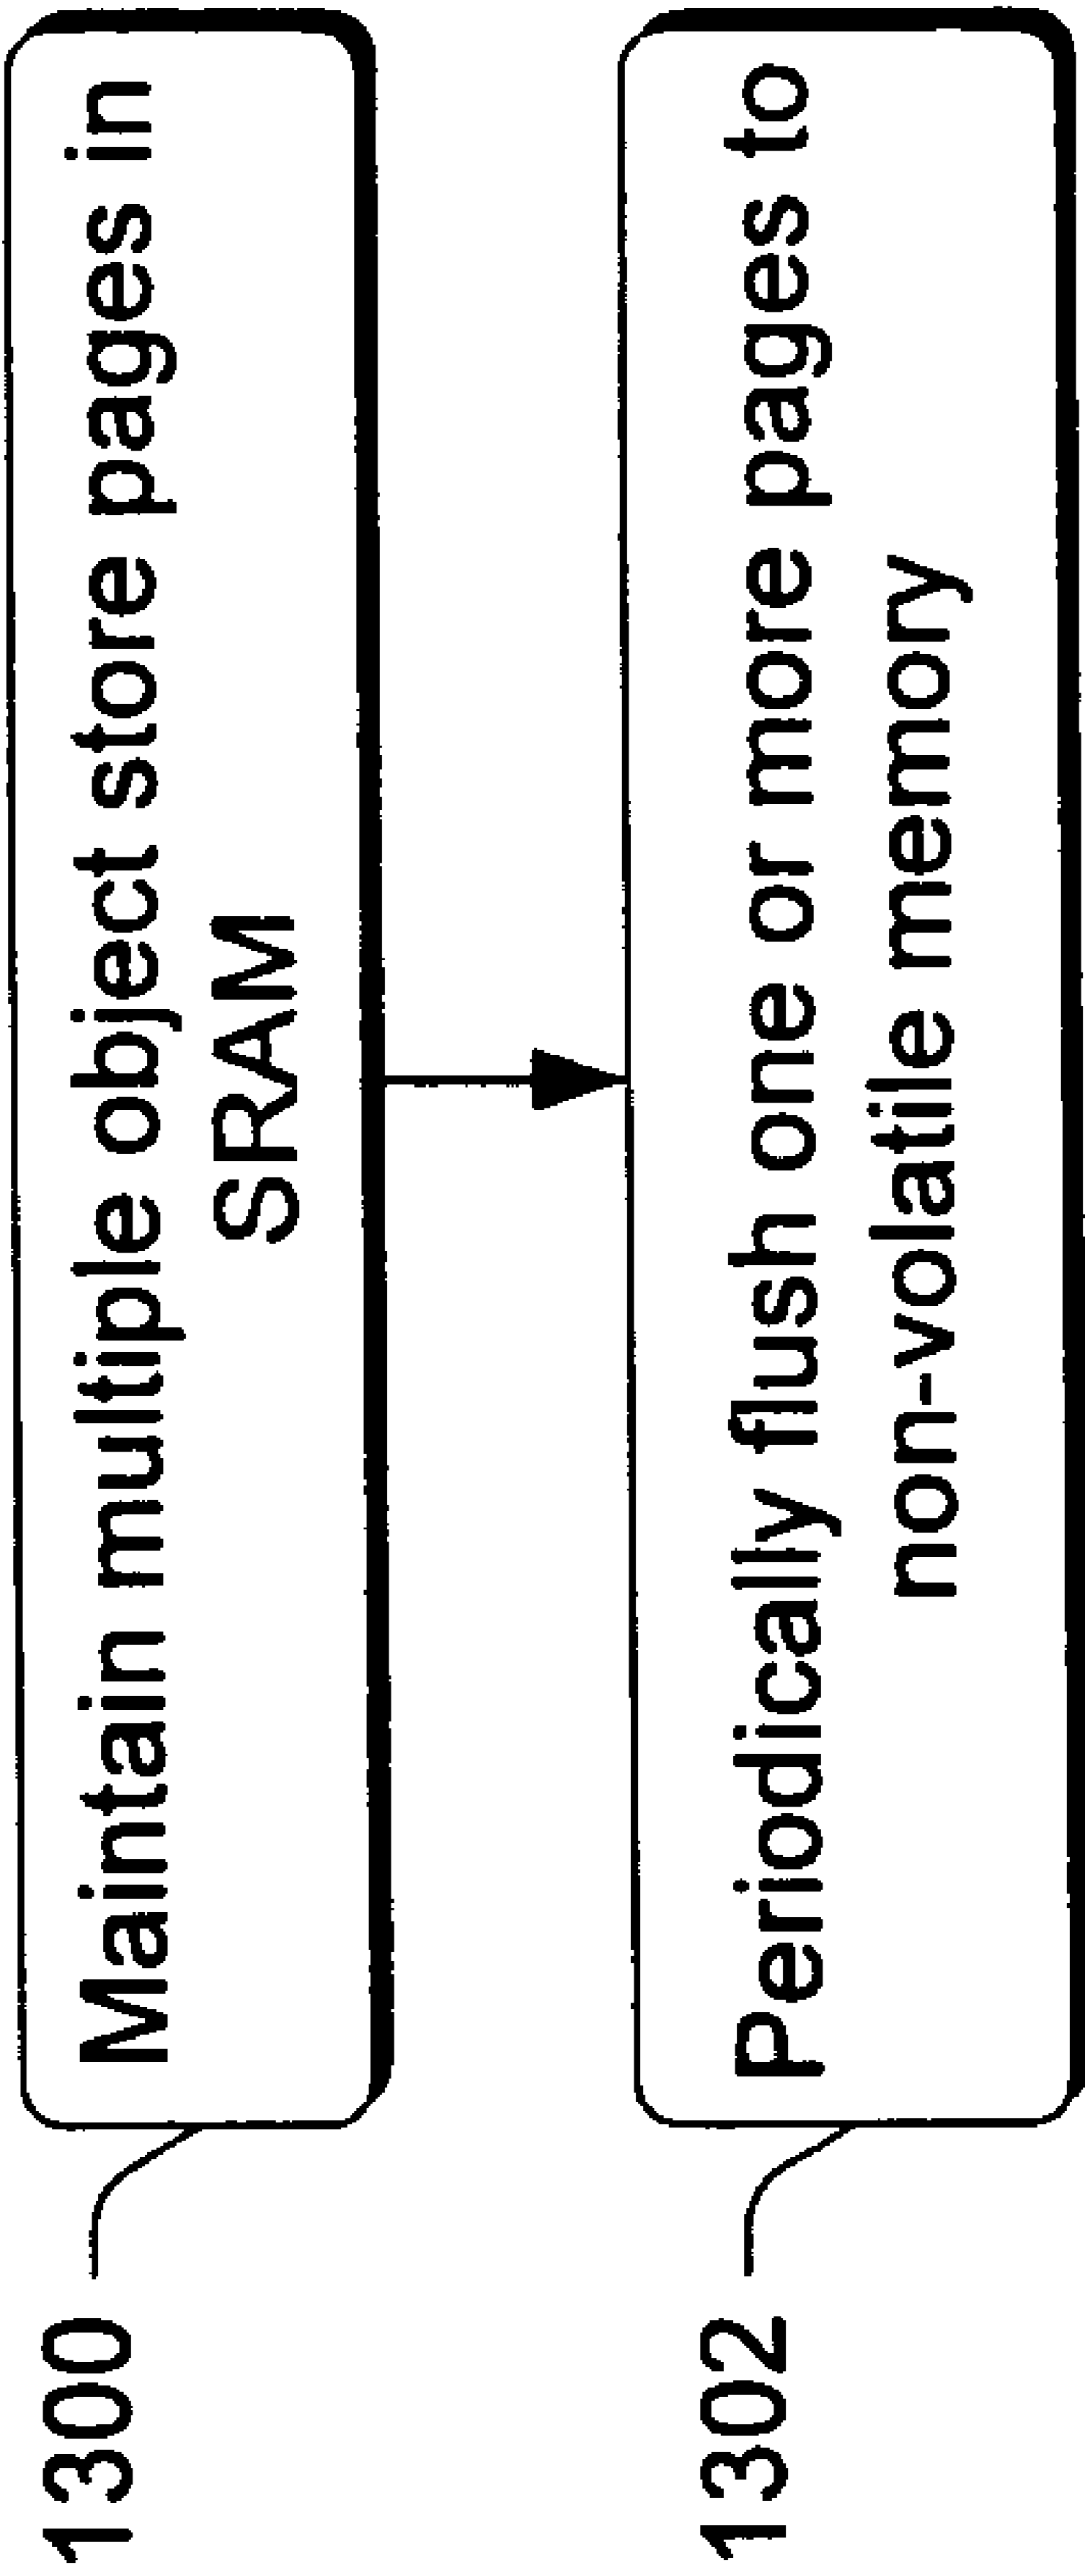 1300
Maintain multiple object store pages in
SRAM
1302
Periodically flush one or more pages to
non-volatile memory